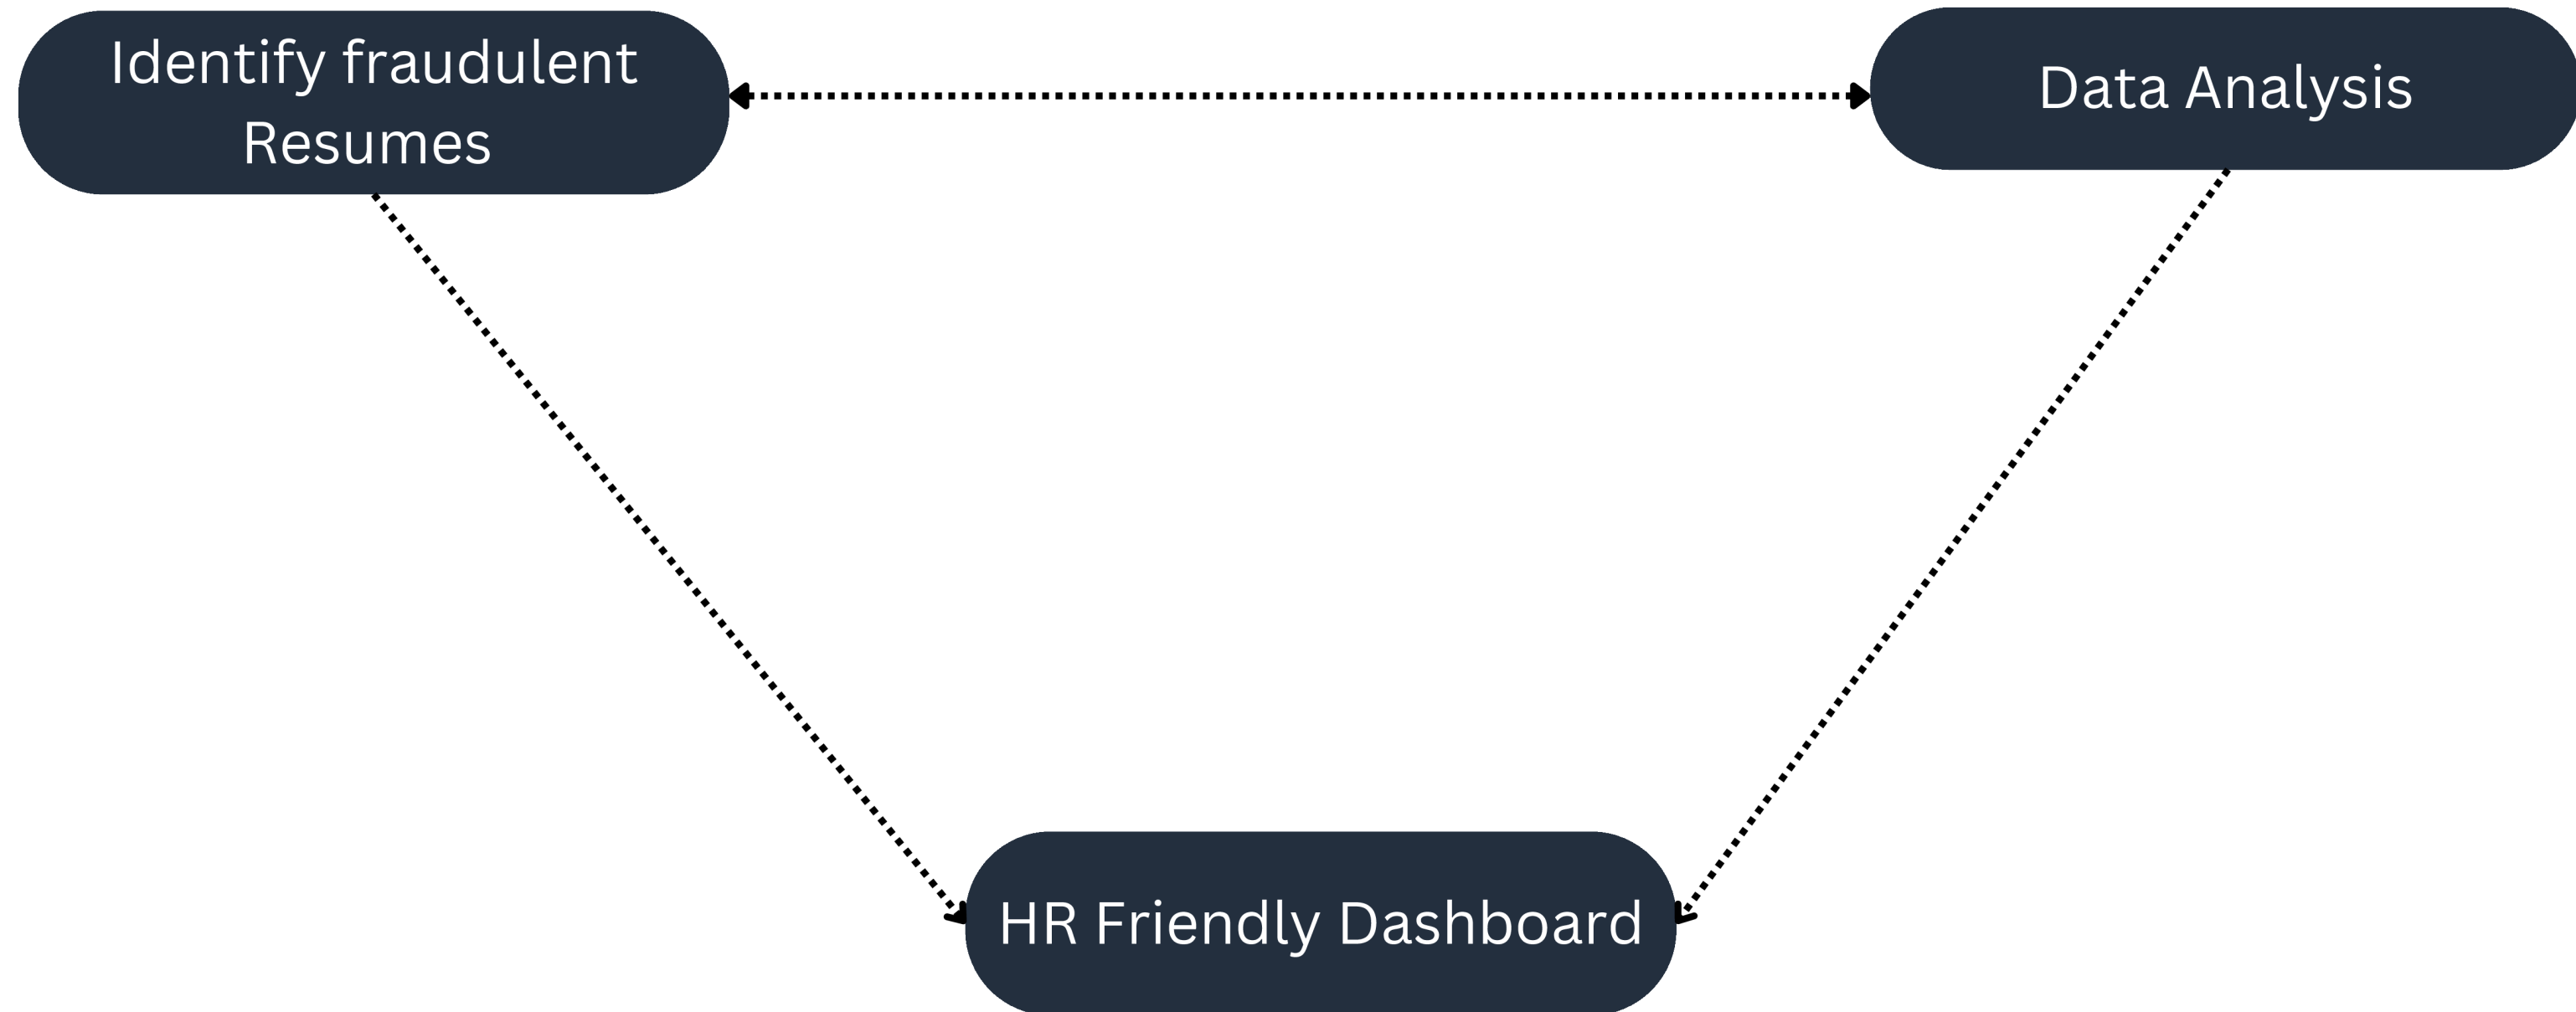 Identify fraudulent
Resumes
Data Analysis
HR Friendly Dashboard